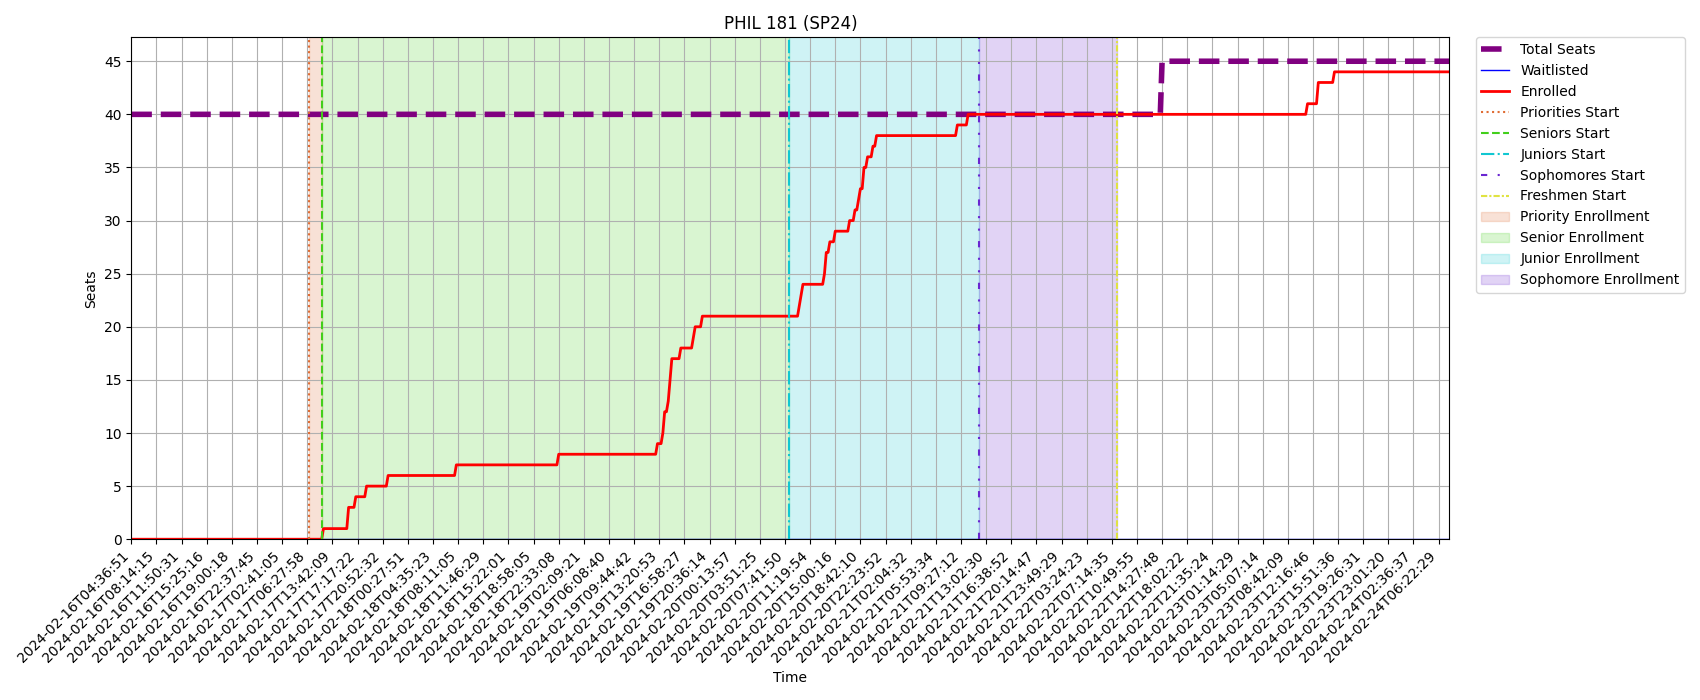 PHIL 181 (SP24)
Seats
45
40
35
30
25
20
15
10
5
0
2024-02-16T04:36:51
2024-02-16T08:14:15
2024-02-16T11:50:31
2024-02-16T15:25:16
2024-02-16T19:00:18
2024-02-16T22:37:45
2024-02-17T02:41:05
2024-02-17T06:27:58
2024-02-17T13:42:09
2024-02-17T17:17:22
2024-02-17T20:52:32
2024-02-18T00:27:51
2024-02-18T04:35:23
2024-02-18T08:11:05
2024-02-18T11:46:29
2024-02-18T15:22:01
2024-02-18T18:58:05
2024-02-18T22:33:08
2024-02-19T02:09:21
2024-02-19T06:08:40
2024-02-19T09:44:42
2024-02-19T13:20:53
2024-02-19T16:58:27
2024-02-19T20:36:14
2024-02-20T00:13:57
2024-02-20T03:51:25
2024-02-20T07:41:50
2024-02-20T11:19:54
2024-02-20T15:00:16
2024-02-20T18:42:10
2024-02-20T22:23:52
2024-02-21T02:04:32
2024-02-21T05:53:34
2024-02-21T09:27:12
2024-02-21T13:02:30
2024-02-21T16:38:52
2024-02-21T20:14:47
2024-02-21T23:49:29
2024-02-22T03:24:23
2024-02-22T07:14:35
2024-02-22T10:49:55
2024-02-22T14:27:48
2024-02-22T18:02:22
2024-02-22T21:35:24
2024-02-23T01:14:29
2024-02-23T05:07:14
2024-02-23T08:42:09
2024-02-23T12:16:46
2024-02-23T15:51:36
2024-02-23T19:26:31
2024-02-23T23:01:20
2024-02-24T02:36:37
2024-02-24T06:22:29
Time
Total Seats
Waitlisted
Enrolled
Priorities Start
Seniors Start
Juniors Start
Sophomores Start
Freshmen Start
Priority Enrollment
Senior Enrollment
Junior Enrollment
Sophomore Enrollment